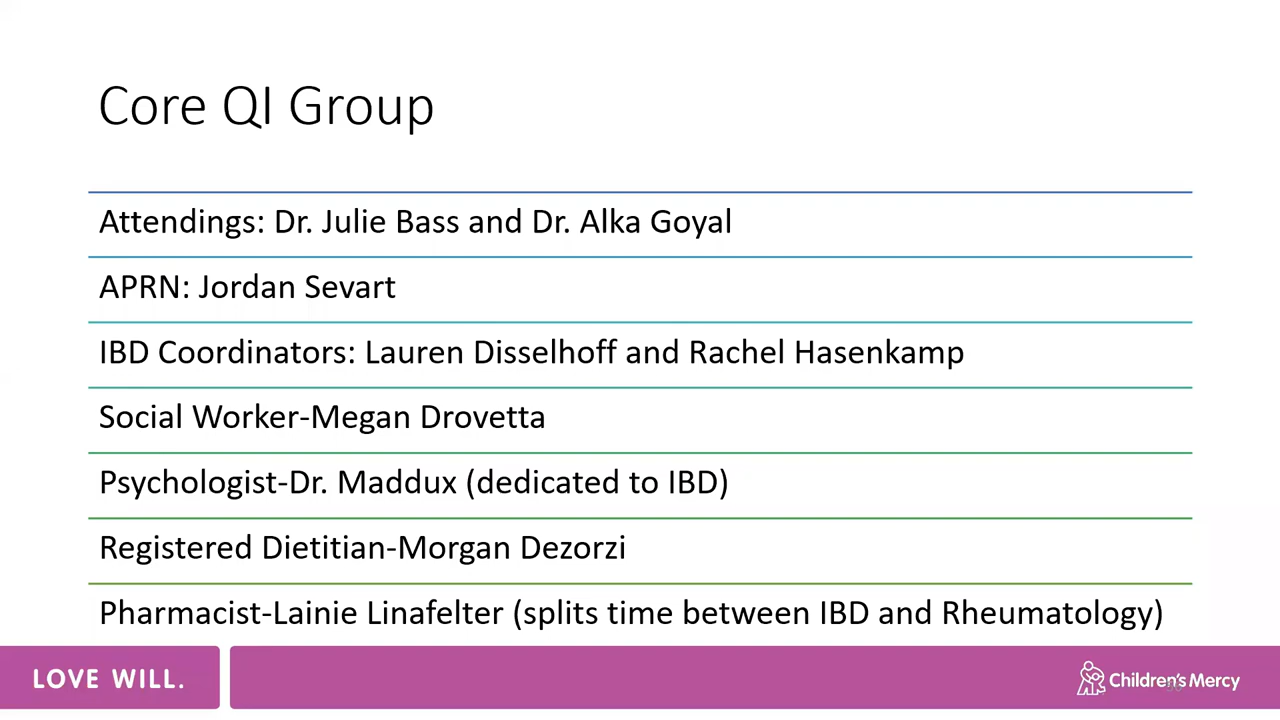 Core QI Group
Attendings: Dr. Julie Bass and Dr. Alka Goyal
APRN: Jordan Sevart
IBD Coordinators: Lauren Disselhoff and Rachel Hasenkamp
Social Worker-Megan Drovetta
Psychologist-Dr. Maddux (dedicated to IBD)
Registered Dietitian-Morgan Dezorzi
Pharmacist-Lainie Linafelter (splits time between IBD and Rheumatology)
LOVE WILL.
Children's Mercy